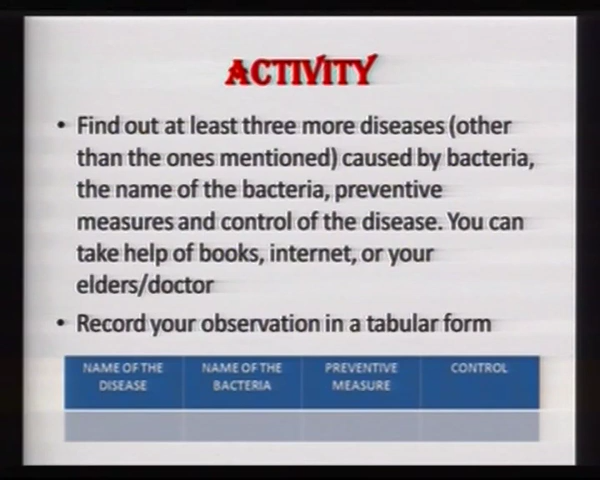 ACTIVITY
• Find out at least three more diseases (other
than the ones mentioned) caused by bacteria,
the name of the bacteria, preventive
measures and control of the disease. You can
take help of books, internet, or your
elders/doctor
• Record your observation in a tabular form
NAME OF THE DISEASE NAME OF THE BACTERIA PREVENTIVE MEASURE CONTROL